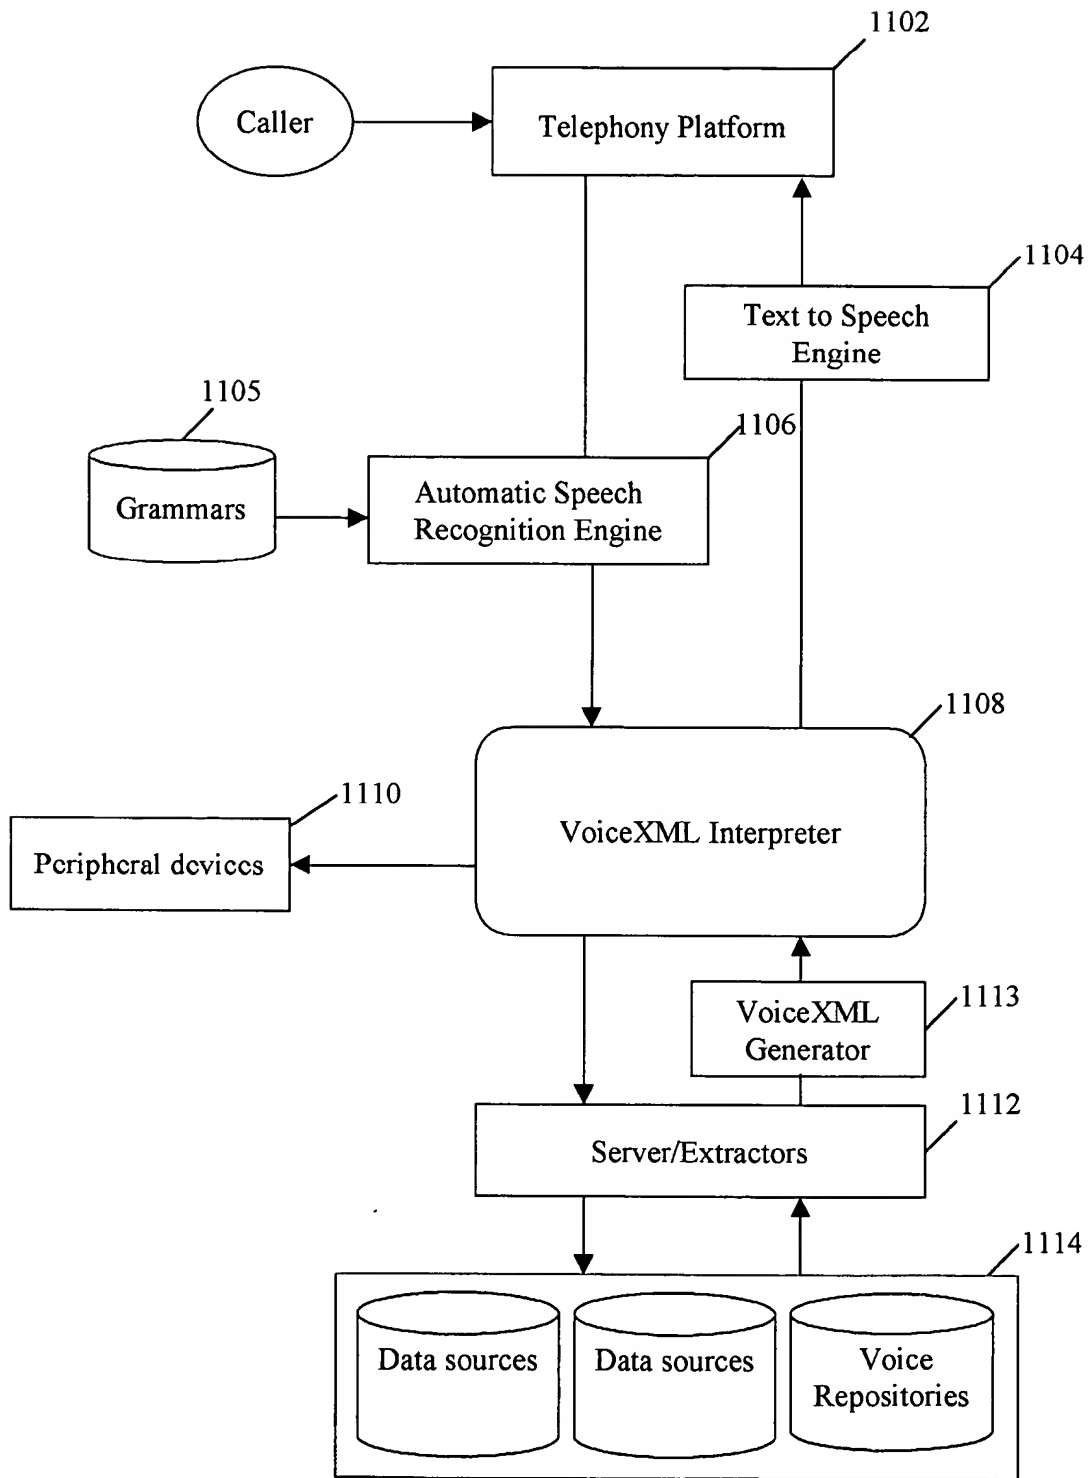 1102
Caller
Telephony Platform
1104
Text to Speech
Engine
1105
1106
Grammars
Automatic Speech
Recognition Engine
1108
1110
VoiceXML Interpreter
Peripheral devices
1113
VoiceXML
Generator
1112
Server/Extractors
1114
Data sources
Data sources
Voice
Repositories